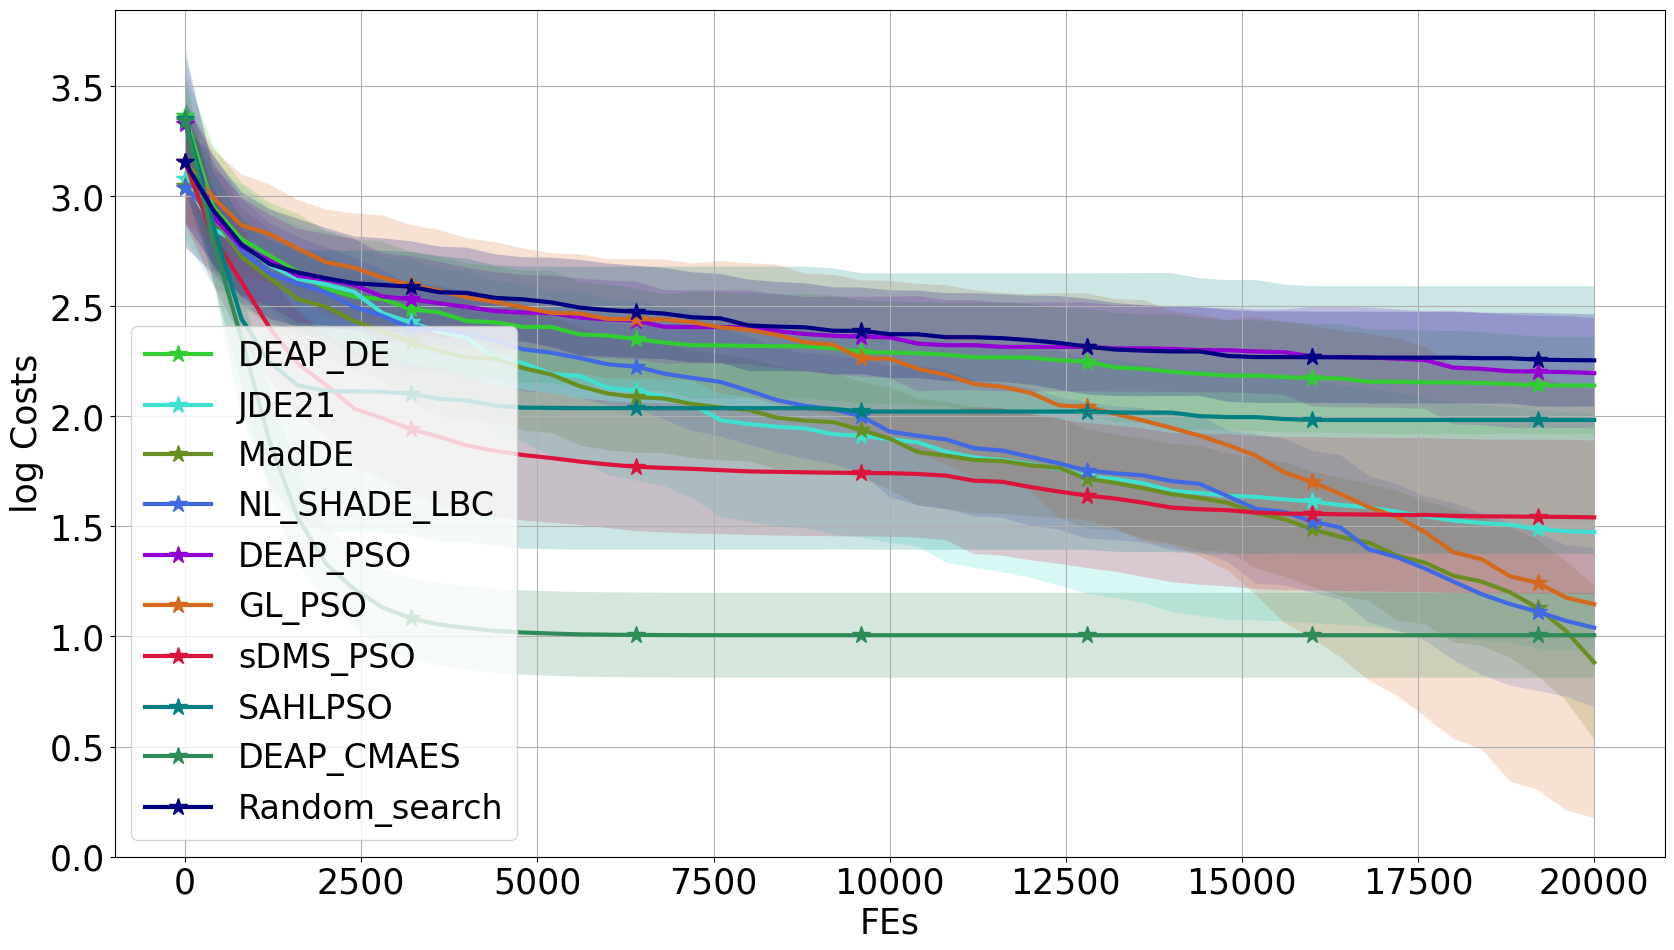 3.5
3.0
2.5
2.0
1.5
1.0
0.5
0.0
log Costs
DEAP_DE
JDE21
MadDE
NL_SHADE_LBC
DEAP_PSO
GL_PSO
sDMS_PSO
SAHLPSO
DEAP_CMAES
Random_search
0 2500 5000 7500 10000 12500 15000 17500 20000
FEs